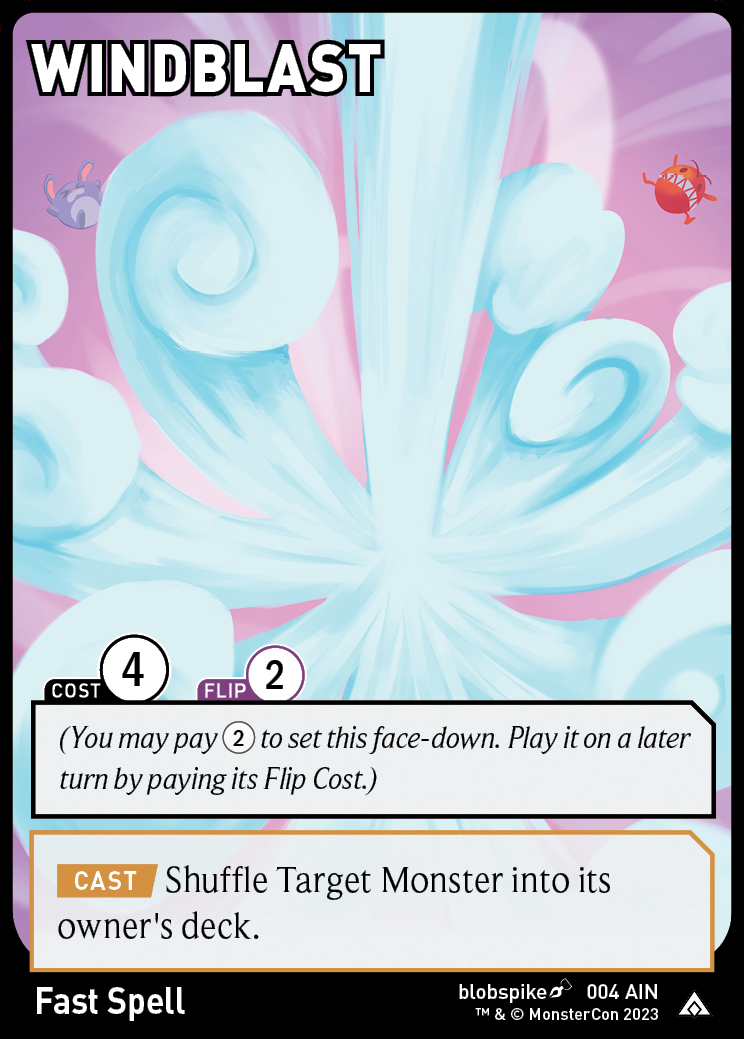 WINDBLAST
COST 4 FLIP 2
(You may pay 2 to set this face-down. Play it on a later
turn by paying its Flip Cost.)
CAST Shuffle Target Monster into its
owner's deck.
Fast Spell
blobspike 004 AIN
™ & © MonsterCon 2023